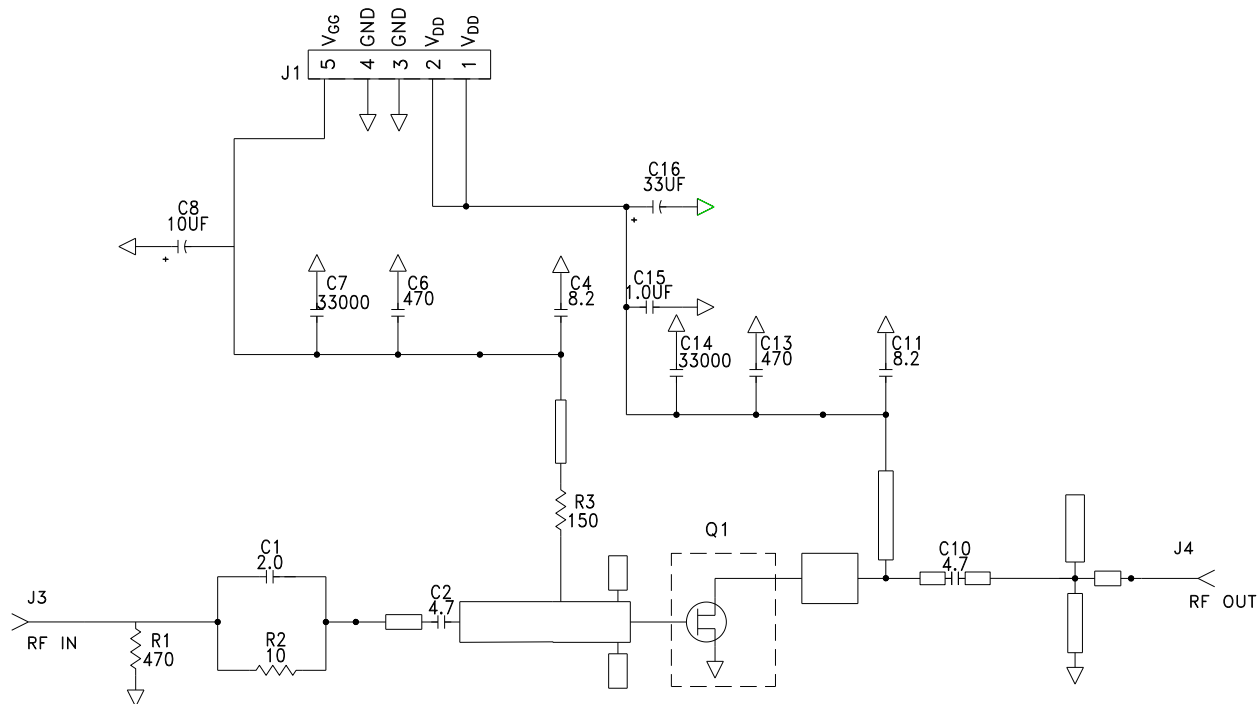 VGG
GND
GND
VDD
VDD
J1
5
4
3
2
1
C16
33UF
+
C8
10UF
+
C7
33000
C6
470
C4
8.2
C15
1.0UF
C14
33000
C13
470
C11
8.2
R3
150
Q1
C10
4.7
J4
RF OUT
C1
2.0
C2
4.7
J3
RF IN
R1
470
R2
10